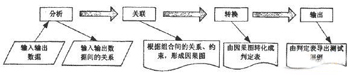 分析
关联
转换
输出
输入输出
数据
输入输出数
据间的关系
根据组合间的关系、约
束，形成因果图
由因果图转化成
判定表
由判定表导出测试